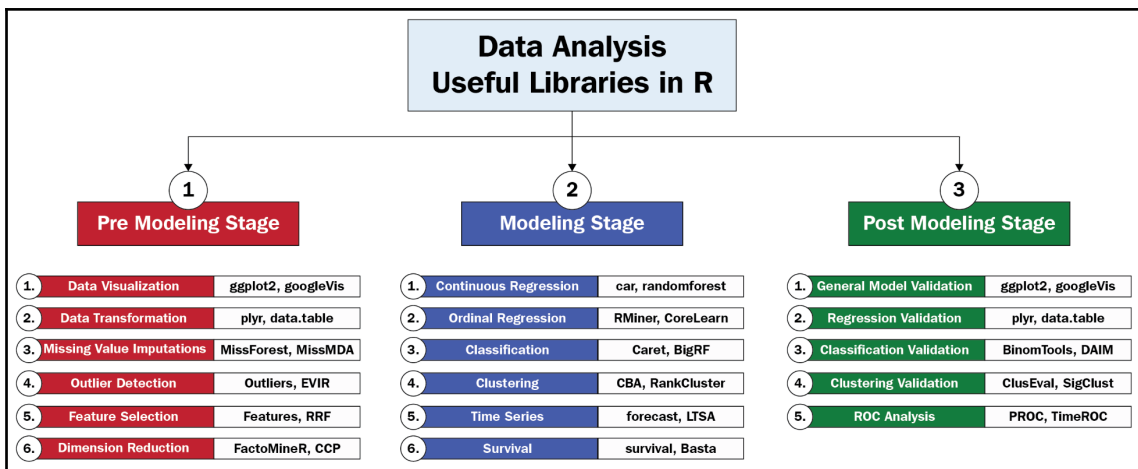 Data Analysis
Useful Libraries in R
1
Pre Modeling Stage
1. Data Visualization ggplot2, googleVis
2. Data Transformation plyr, data.table
3. Missing Value Imputations MissForest, MissMDA
4. Outlier Detection Outliers, EVIR
5. Feature Selection Features, RRF
6. Dimension Reduction FactoMineR, CCP
2
Modeling Stage
1. Continuous Regression car, randomforest
2. Ordinal Regression RMiner, CoreLearn
3. Classification Caret, BigRF
4. Clustering CBA, RankCluster
5. Time Series forecast, LTSA
6. Survival survival, Basta
3
Post Modeling Stage
1. General Model Validation ggplot2, googleVis
2. Regression Validation plyr, data.table
3. Classification Validation BinomTools, DAIM
4. Clustering Validation ClusEval, SigClust
5. ROC Analysis PROC, TimeROC